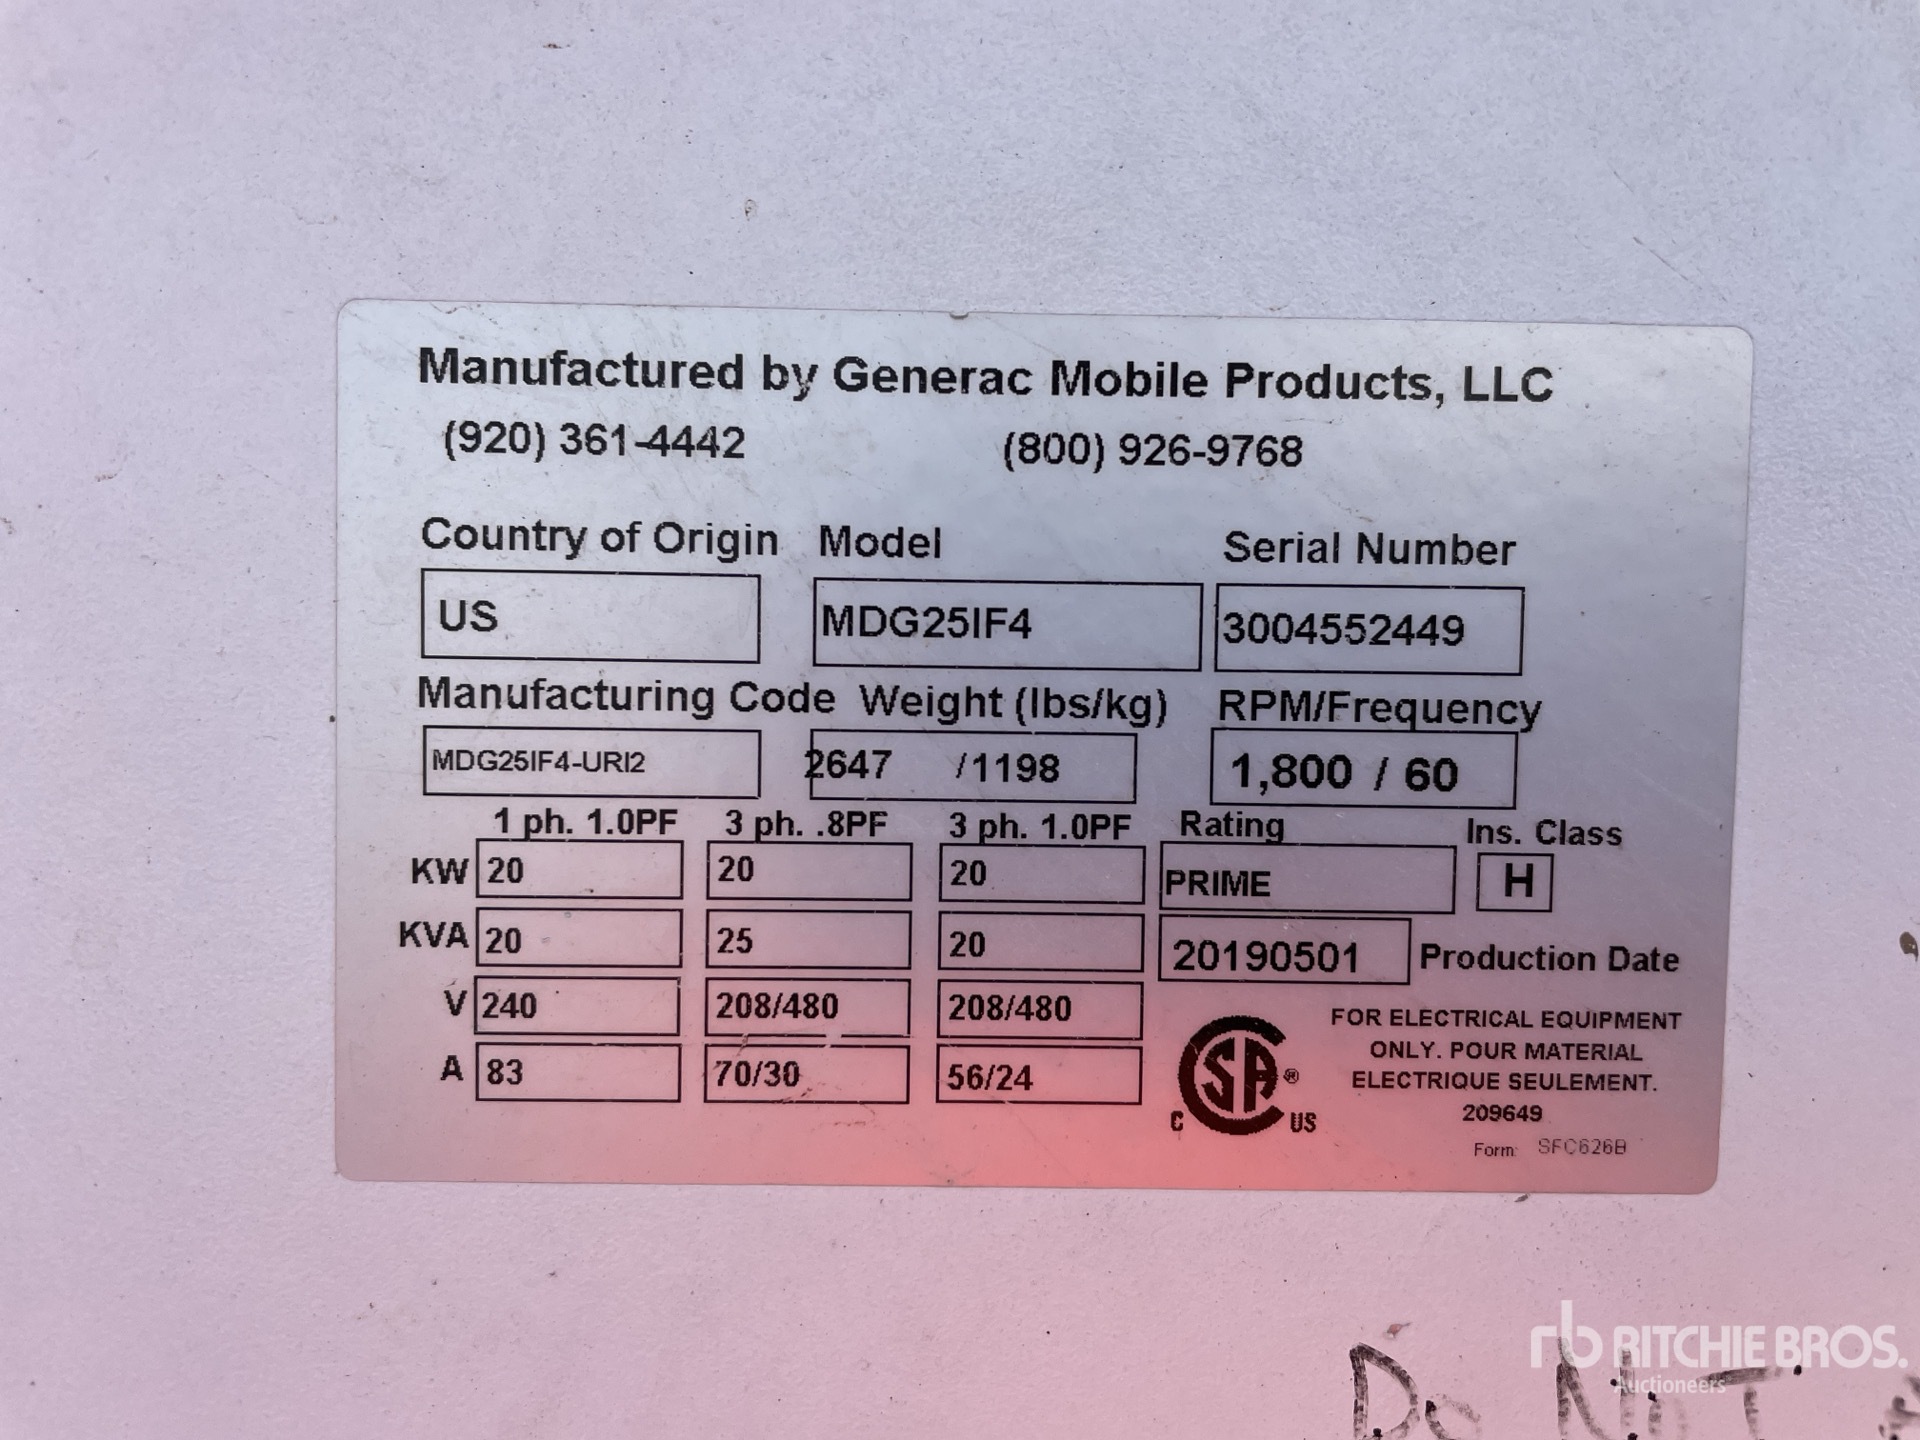 Manufactured by Generac Mobile Products, LLC
(920) 361-4442 (800) 926-9768
Country of Origin Model Serial Number
US MDG25IF4 3004552449
Manufacturing Code Weight (lbs/kg) RPM/Frequency
MDG25IF4-URI2 2647 /1198 1,800 / 60
1 ph. 1.0PF 3 ph. .8PF 3 ph. 1.0PF Rating Ins. Class
KW 20 20 20 PRIME H
KVA 20 25 20 20190501 Production Date
V 240 208/480 208/480
A 83 70/30 56/24
CSA ® C US
FOR ELECTRICAL EQUIPMENT
ONLY. POUR MATERIAL
ELECTRIQUE SEULEMENT.
209649
Form: SFC626B
rb RITCHIE BROS.
Auctioneers
Do NOT